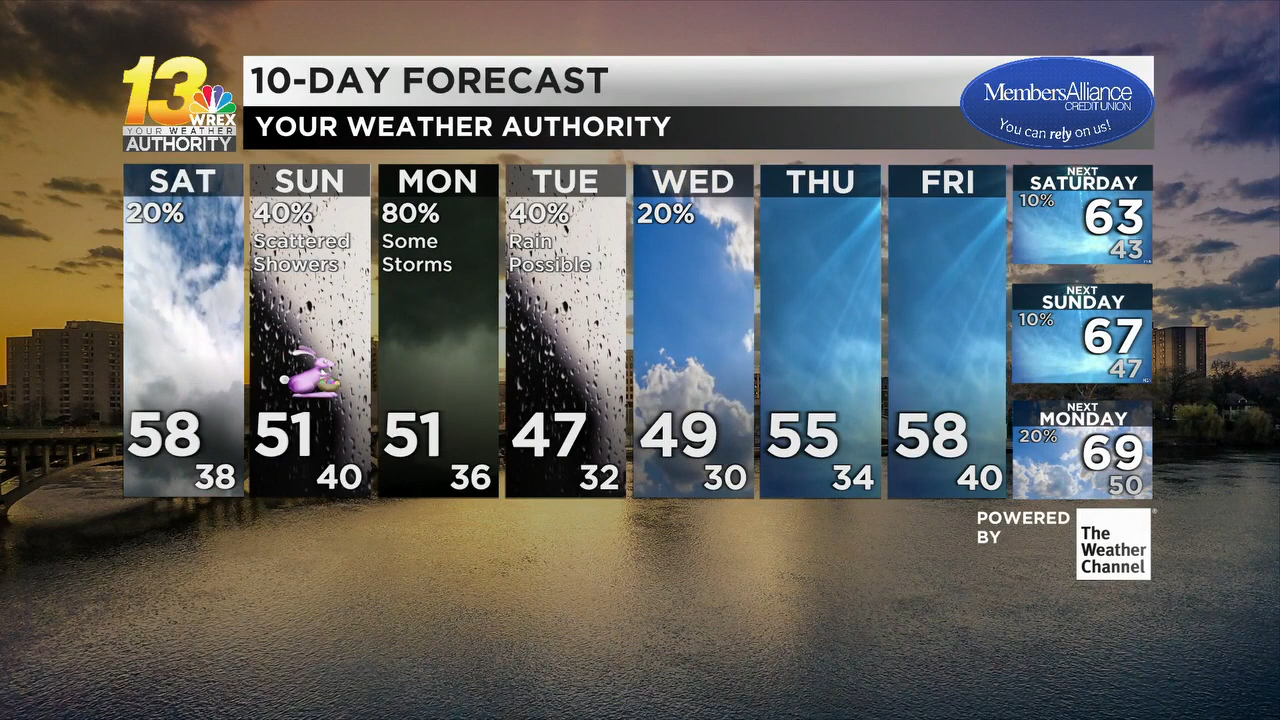 13
WREX
YOUR WEATHER
AUTHORITY
10-DAY FORECAST
YOUR WEATHER AUTHORITY
MembersAlliance
CREDIT UNION
You can rely on us!
SAT
20%
58
38
SUN
40%
Scattered
Showers
51
40
MON
80%
Some
Storms
51
36
TUE
40%
Rain
Possible
47
32
WED
20%
49
30
THU
55
34
FRI
58
40
NEXT
SATURDAY
10%
63
43
NEXT
SUNDAY
10%
67
47
NEXT
MONDAY
20%
69
50
POWERED
BY
The
Weather
Channel